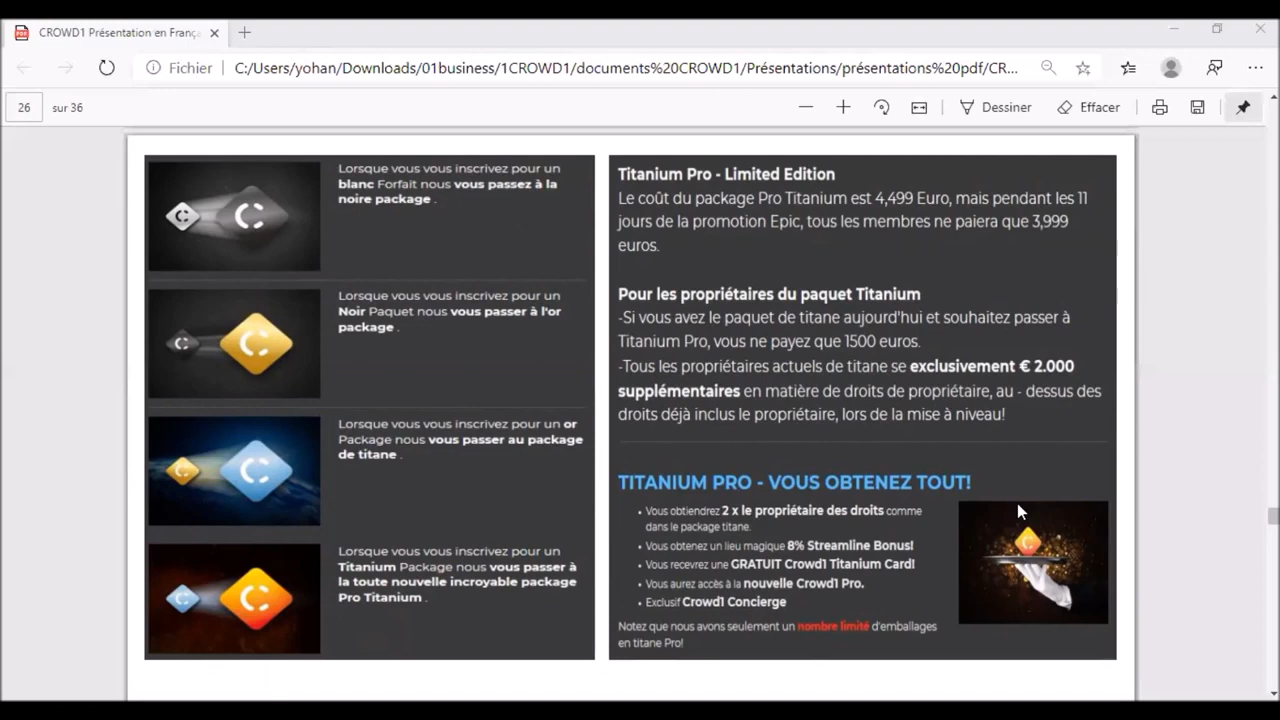 CROWD1 Présentation en França
Fichier
C:/Users/yohan/Downloads/01business/1CROWD1/documents%20CROWD1/Présentations/présentations%20pdf/CR...
26 sur 36
Dessiner
Effacer
Lorsque vous vous inscrivez pour un
blanc Forfait nous vous passez à la
noire package .
Lorsque vous vous inscrivez pour un
Noir Paquet nous vous passer à l'or
package .
Lorsque vous vous inscrivez pour un or
Package nous vous passer au package
de titane .
Lorsque vous vous inscrivez pour un
Titanium Package nous vous passer à
la toute nouvelle incroyable package
Pro Titanium .
Titanium Pro - Limited Edition
Le coût du package Pro Titanium est 4,499 Euro, mais pendant les 11
jours de la promotion Epic, tous les membres ne paiera que 3,999
euros.
Pour les propriétaires du paquet Titanium
-Si vous avez le paquet de titane aujourd'hui et souhaitez passer à
Titanium Pro, vous ne payez que 1500 euros.
-Tous les propriétaires actuels de titane se exclusivement € 2.000
supplémentaires en matière de droits de propriétaire, au - dessus des
droits déjà inclus le propriétaire, lors de la mise à niveau!
TITANIUM PRO - VOUS OBTENEZ TOUT!
• Vous obtiendrez 2 x le propriétaire des droits comme
dans le package titane.
• Vous obtenez un lieu magique 8% Streamline Bonus!
• Vous recevrez une GRATUIT Crowd1 Titanium Card!
• Vous aurez accès à la nouvelle Crowd1 Pro.
• Exclusif Crowd1 Concierge
Notez que nous avons seulement un nombre limité d'emballages
en titane Pro!